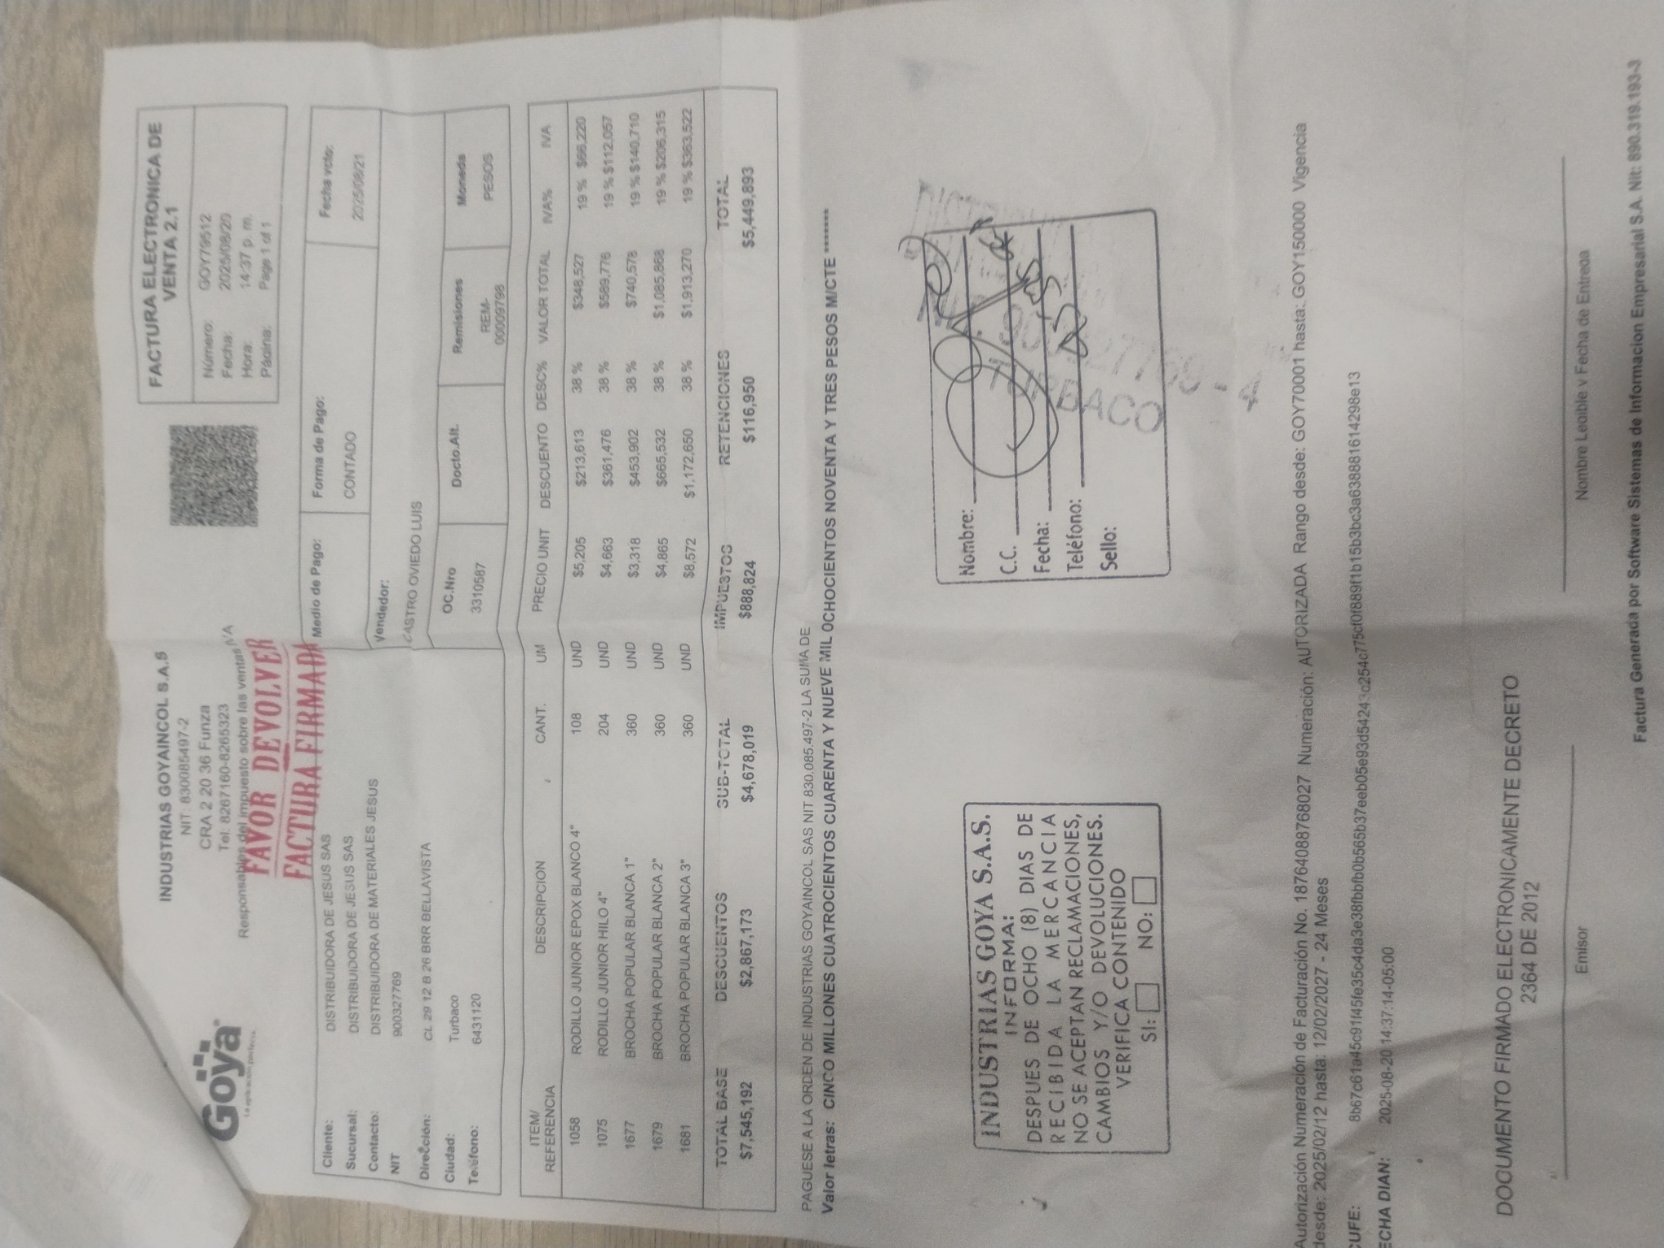 Goya
INDUSTRIAS GOYAINCOL S.A.S
NIT: 830085497-2
CRA 2 20 36 Funza
Tel: 8267160-8265323
Responsables del impuesto sobre las ventas IVA
FAVOR DEVOLVER
FACTURA FIRMADA
FACTURA ELECTRONICA DE
VENTA 2.1
Número: GOY79512
Fecha: 2025/08/20
Hora: 14:37 p. m.
Página: Page 1 of 1
Cliente: DISTRIBUIDORA DE JESUS SAS
Sucursal: DISTRIBUIDORA DE JESUS SAS
Contacto: DISTRIBUIDORA DE MATERIALES JESUS
NIT 900327769
Dirección: CL 29 12 B 26 BRR BELLAVISTA
Ciudad: Turbaco
Teléfono: 6431120
Medio de Pago: Forma de Pago: Fecha vcto:
CONTADO 2025/08/21
Vendedor:
CASTRO OVIEDO LUIS
OC.Nro Docto.Alt. Remisiones Moneda
3310587 REM-00009798 PESOS
ITEM/REFERENCIA DESCRIPCION CANT. UM PRECIO UNIT DESCUENTO DESC% VALOR TOTAL IVA% IVA
1058 RODILLO JUNIOR EPOX BLANCO 4" 108 UND $5,205 $213,613 38 % $348,527 19 % $66,220
1075 RODILLO JUNIOR HILO 4" 204 UND $4,663 $361,476 38 % $589,776 19 % $112,057
1677 BROCHA POPULAR BLANCA 1" 360 UND $3,318 $453,902 38 % $740,578 19 % $140,710
1679 BROCHA POPULAR BLANCA 2" 360 UND $4,865 $665,532 38 % $1,085,868 19 % $206,315
1681 BROCHA POPULAR BLANCA 3" 360 UND $8,572 $1,172,650 38 % $1,913,270 19 % $363,522
TOTAL BASE DESCUENTOS SUB-TOTAL IMPUESTOS RETENCIONES TOTAL
$7,545,192 $2,867,173 $4,678,019 $888,824 $116,950 $5,449,893
PAGUESE A LA ORDEN DE INDUSTRIAS GOYAINCOL SAS NIT 830.085.497-2 LA SUMA DE
Valor letras: CINCO MILLONES CUATROCIENTOS CUARENTA Y NUEVE MIL OCHOCIENTOS NOVENTA Y TRES PESOS M/CTE ******
INDUSTRIAS GOYA S.A.S.
INFORMA:
DESPUES DE OCHO (8) DIAS DE
RECIBIDA LA MERCANCIA
NO SE ACEPTAN RECLAMACIONES,
CAMBIOS Y/O DEVOLUCIONES.
VERIFICA CONTENIDO
SI: NO:
Nombre:
C.C.
Fecha:
Teléfono:
Sello:
Autorización Numeración de Facturación No. 18764088768027 Numeración: AUTORIZADA Rango desde: GOY70001 hasta: GOY150000 Vigencia
desde: 2025/02/12 hasta: 12/02/2027 - 24 Meses
CUFE:
FECHA DIAN: 2025-08-20 14:37:14-05:00
DOCUMENTO FIRMADO ELECTRONICAMENTE DECRETO
2364 DE 2012
Emisor
Nombre Legible y Fecha de Entrega
Factura Generada por Software Sistemas de Informacion Empresarial S.A. Nit: 890.319.193-3